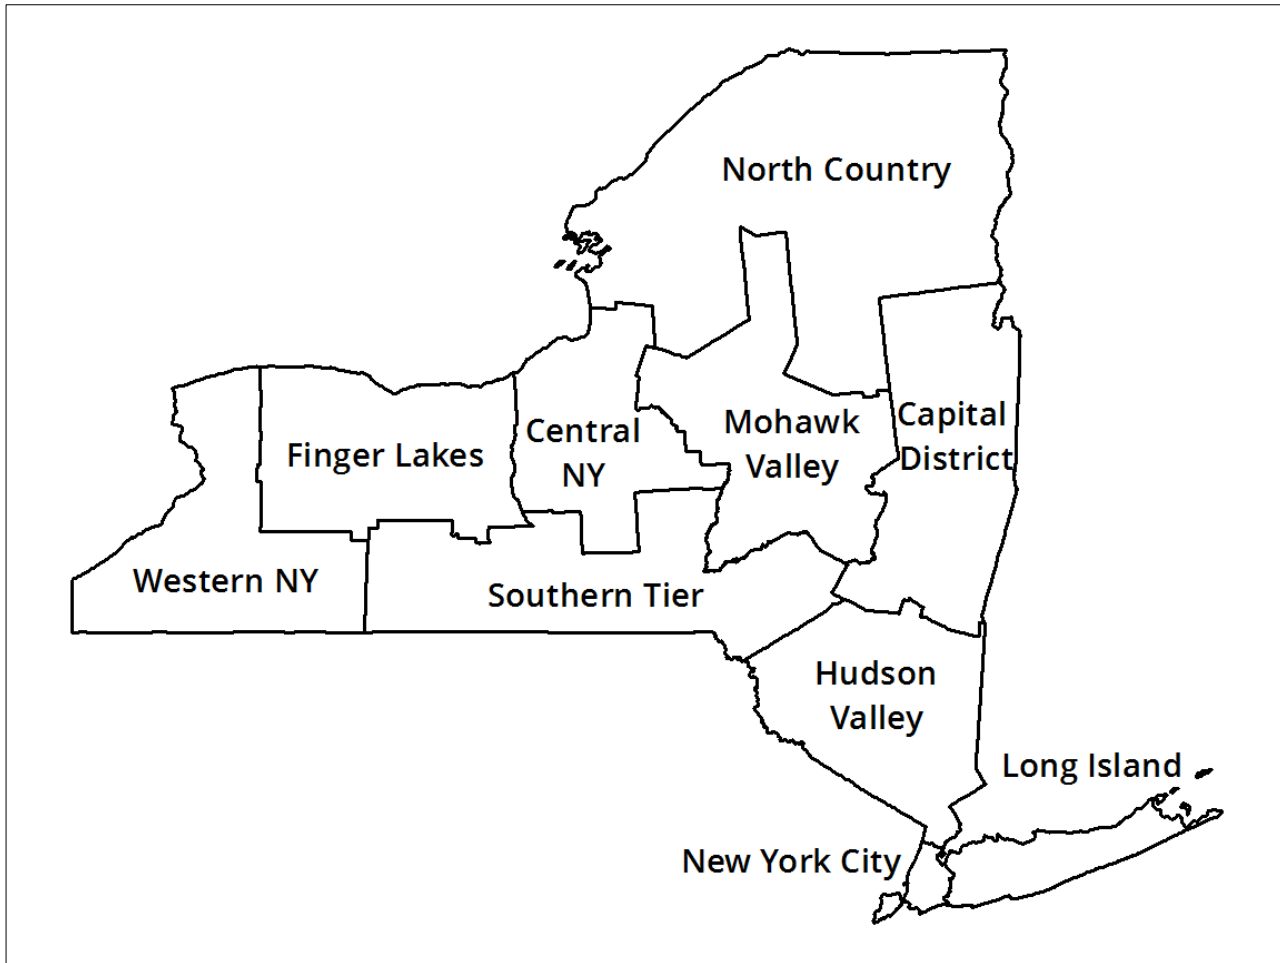 North Country
Mohawk
Valley
Capital
District
Central
NY
Finger Lakes
Western NY
Southern Tier
Hudson
Valley
Long Island
New York City